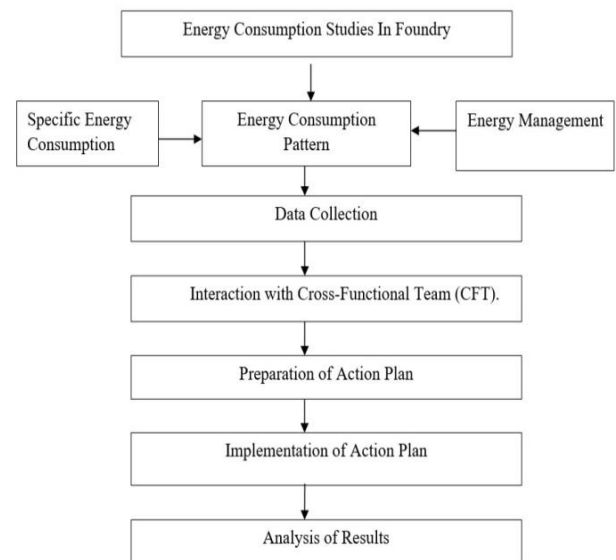 Energy Consumption Studies In Foundry
Specific Energy
Consumption
Energy Consumption
Pattern
Energy Management
Data Collection
Interaction with Cross-Functional Team (CFT).
Preparation of Action Plan
Implementation of Action Plan
Analysis of Results